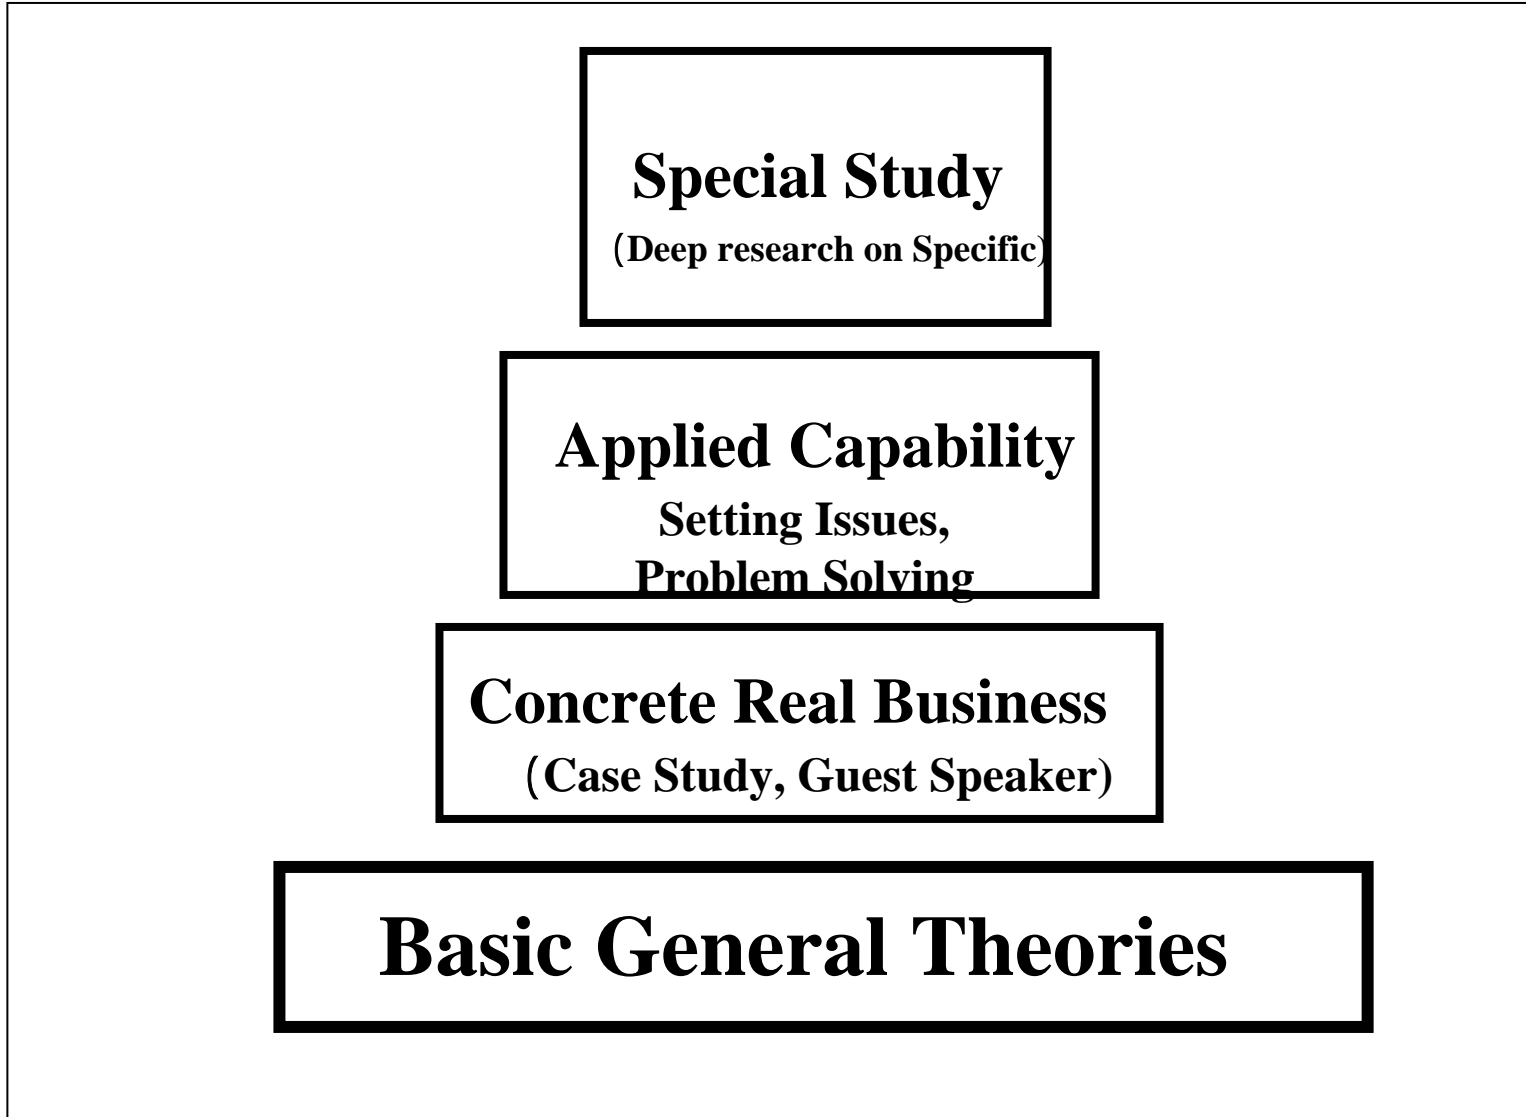 Special Study
(Deep research on Specific)
Applied Capability
Setting Issues,
Problem Solving
Concrete Real Business
(Case Study, Guest Speaker)
Basic General Theories